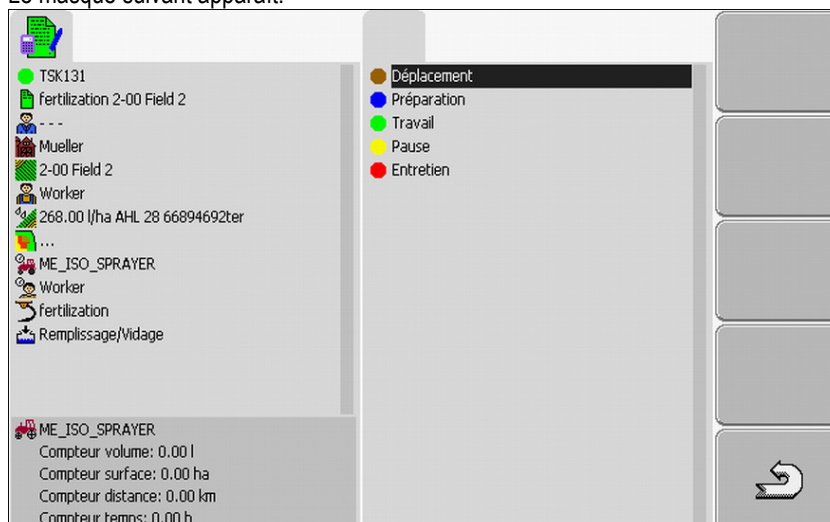 Le masque suivant apparaît:
TSK131
fertilization 2-00 Field 2
- - -
Mueller
2-00 Field 2
Worker
268.00 l/ha AHL 28 66894692ter
...
ME_ISO_SPRAYER
Worker
fertilization
Remplissage/Vidage
ME_ISO_SPRAYER
Compteur volume: 0.00 l
Compteur surface: 0.00 ha
Compteur distance: 0.00 km
Compteur temps: 0.00 h
Déplacement
Préparation
Travail
Pause
Entretien